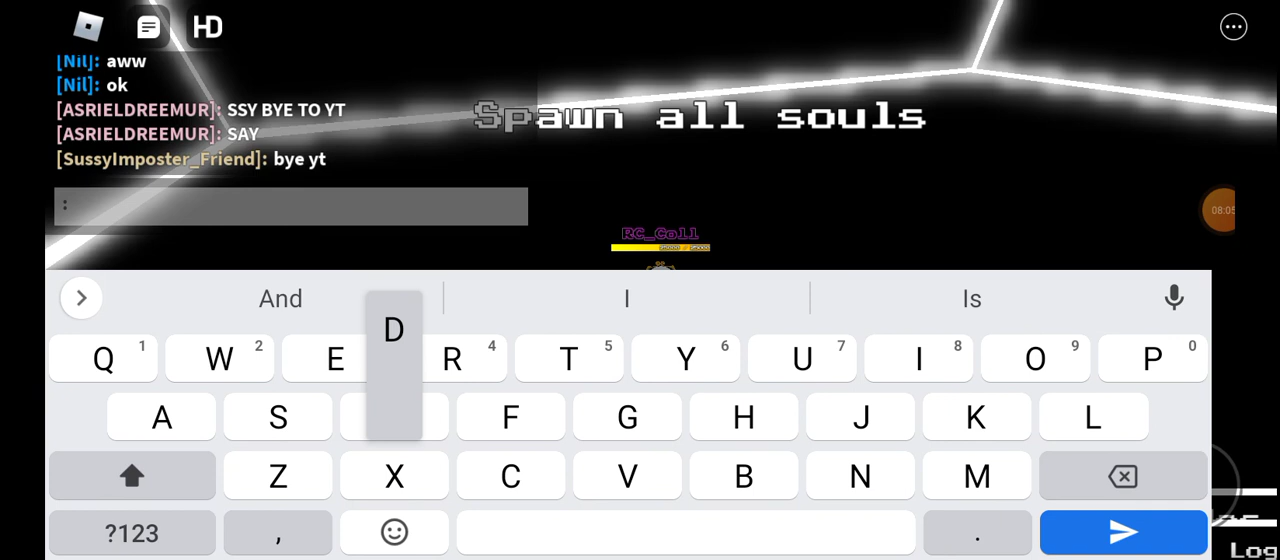 HD
[Nil]: aww
[Nil]: ok
[ASRIELDREEMUR]: SSY BYE TO YT
[ASRIELDREEMUR]: SAY
[SussyImposter_Friend]: bye yt
Spawn all souls
:
08:05
RC_Coll
And I Is
D
Q 1 W 2 E R 4 T 5 Y 6 U 7 I 8 O 9 P 0
A S F G H J K L
Z X C V B N M
?123 , .
Log